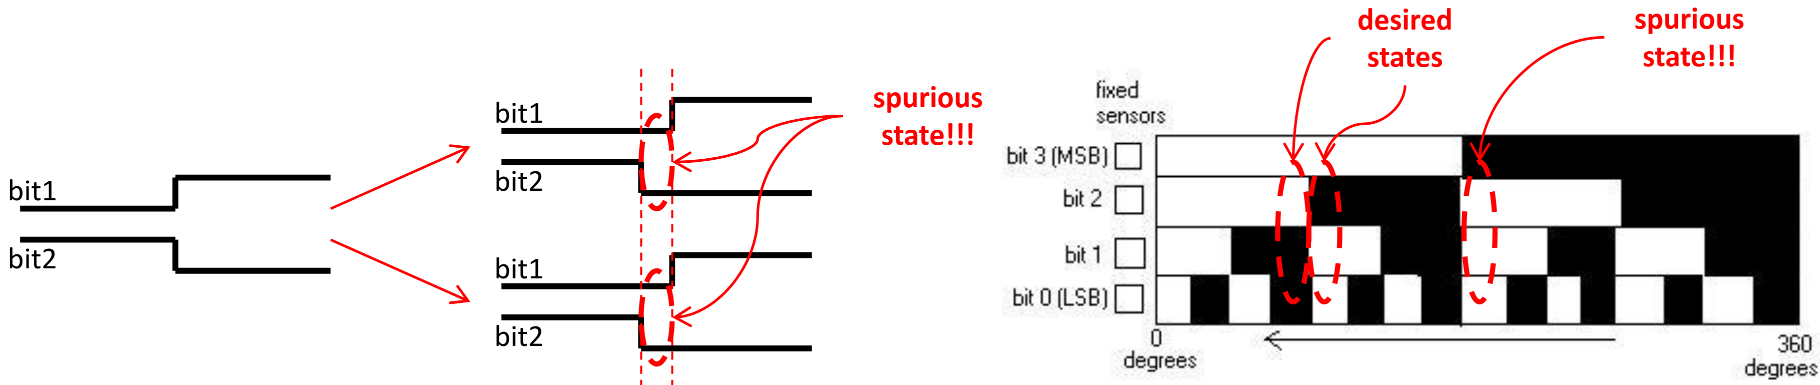 bit1
bit2
bit1
bit2
bit1
bit2
spurious
state!!!
desired
states
spurious
state!!!
fixed
sensors
bit 3 (MSB)
bit 2
bit 1
bit 0 (LSB)
0
degrees
360
degrees